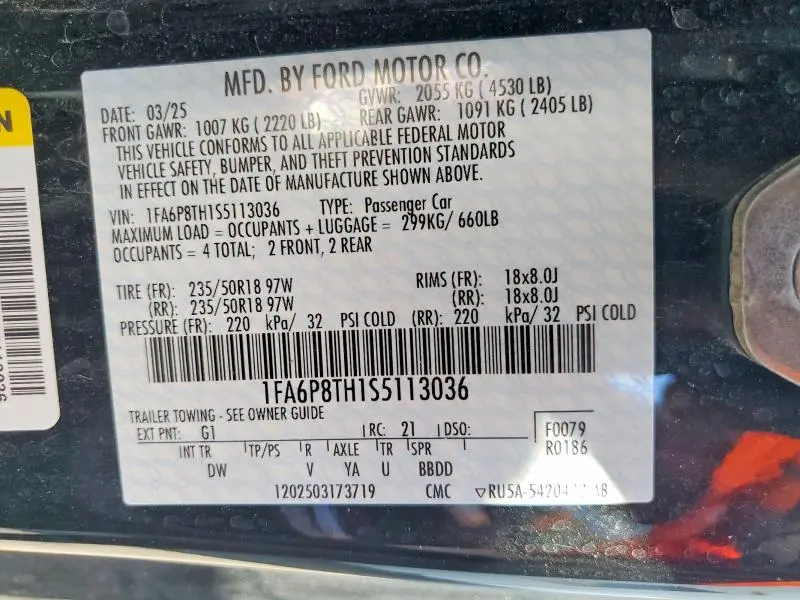 MFD. BY FORD MOTOR CO.
DATE: 03/25 GVWR: 2055 KG ( 4530 LB)
FRONT GAWR: 1007 KG ( 2220 LB) REAR GAWR: 1091 KG ( 2405 LB)
THIS VEHICLE CONFORMS TO ALL APPLICABLE FEDERAL MOTOR
VEHICLE SAFETY, BUMPER, AND THEFT PREVENTION STANDARDS
IN EFFECT ON THE DATE OF MANUFACTURE SHOWN ABOVE.
VIN: 1FA6P8TH1S5113036 TYPE: Passenger Car
MAXIMUM LOAD = OCCUPANTS + LUGGAGE = 299KG/ 660LB
OCCUPANTS = 4 TOTAL; 2 FRONT, 2 REAR
TIRE (FR): 235/50R18 97W RIMS (FR): 18x8.0J
(RR): 235/50R18 97W (RR): 18x8.0J
PRESSURE (FR): 220 kPa/ 32 PSI COLD (RR): 220 kPa/ 32 PSI COLD
1FA6P8TH1S5113036
TRAILER TOWING - SEE OWNER GUIDE
EXT PNT: G1 RC: 21 DSO: F0079
R0186
INT TR TP/PS R AXLE TR SPR
DW V YA U BBDD
1202503173719 CMC